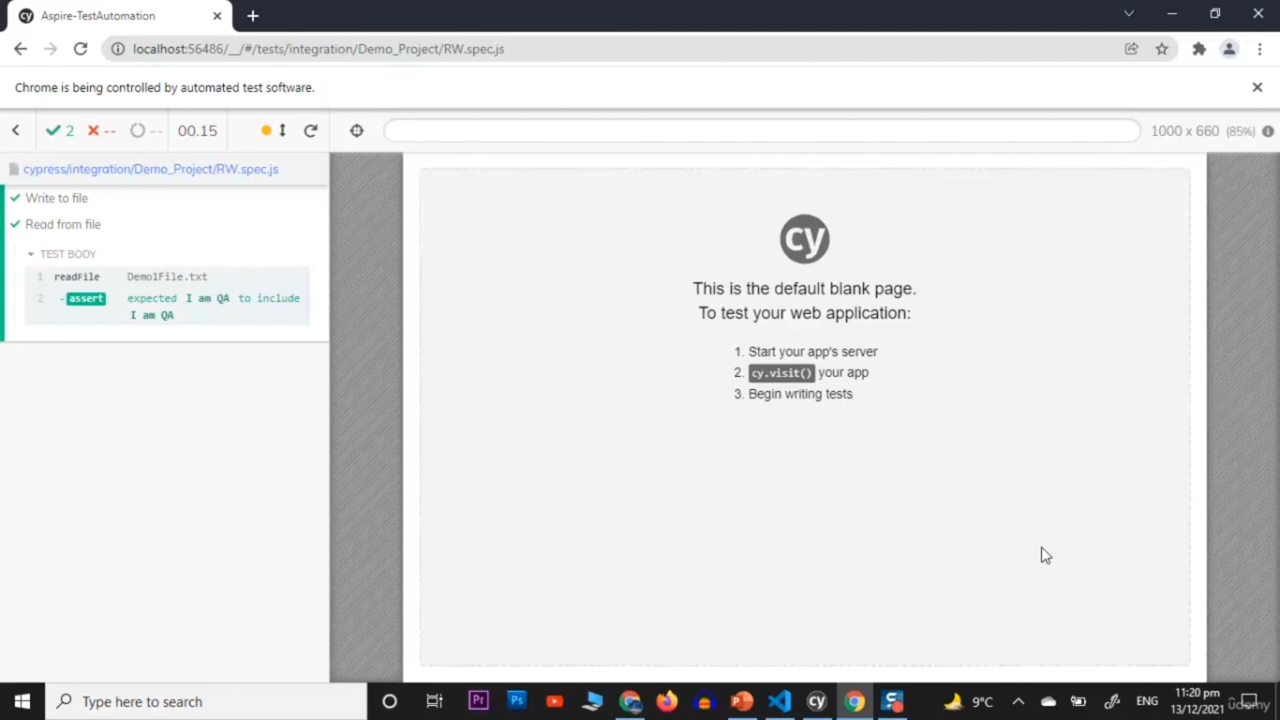 Aspire-TestAutomation
localhost:56486/__/#/tests/integration/Demo_Project/RW.spec.js
Chrome is being controlled by automated test software.
2 -- -- 00.15 1000 x 660 (85%)
cypress/integration/Demo_Project/RW.spec.js
Write to file
Read from file
TEST BODY
1 readFile Demo1File.txt
2 -assert expected I am QA to include
I am QA
cy
This is the default blank page.
To test your web application:
1. Start your app's server
2. cy.visit() your app
3. Begin writing tests
Type here to search
Pr
Ps
cy
9°C
ENG
11:20 pm
13/12/2021
ûdemy